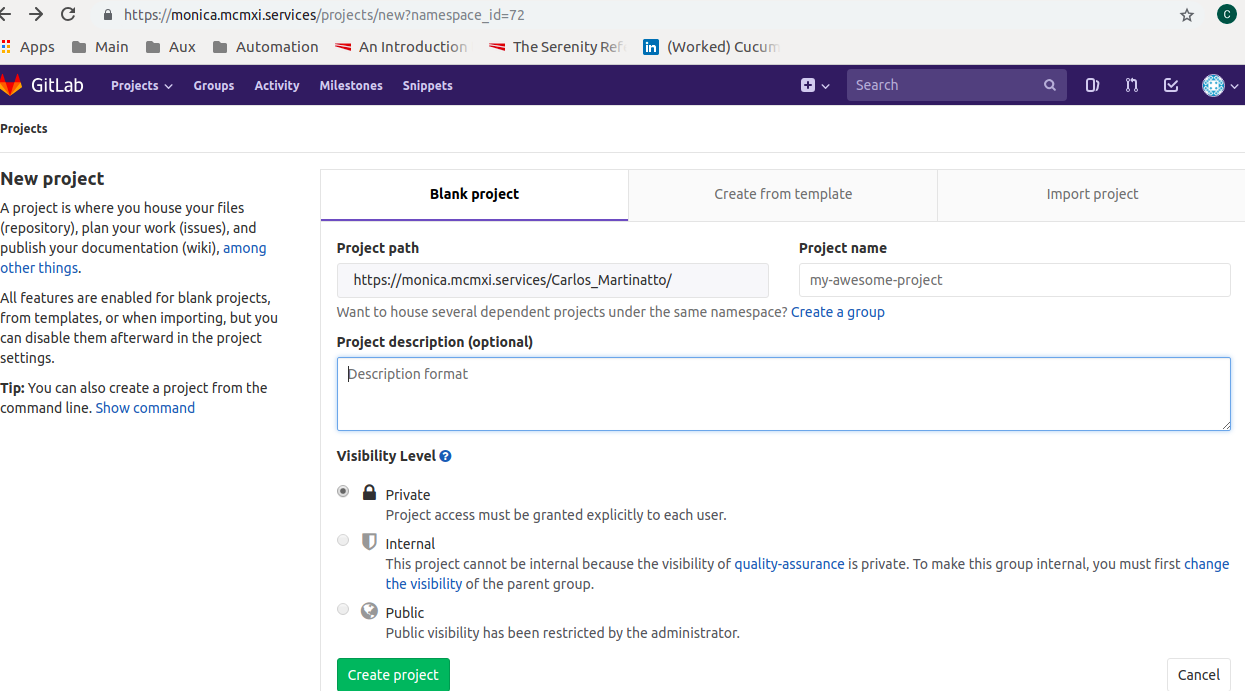 https://monica.mcmxi.services/projects/new?namespace_id=72
C
Apps Main Aux Automation An Introduction The Serenity Ref in (Worked) Cucum
GitLab Projects Groups Activity Milestones Snippets Search
Projects
New project
A project is where you house your files
(repository), plan your work (issues), and
publish your documentation (wiki), among
other things.
All features are enabled for blank projects,
from templates, or when importing, but you
can disable them afterward in the project
settings.
Tip: You can also create a project from the
command line. Show command
Blank project Create from template Import project
Project path Project name
https://monica.mcmxi.services/Carlos_Martinatto/ my-awesome-project
Want to house several dependent projects under the same namespace? Create a group
Project description (optional)
Description format
Visibility Level ?
Private
Project access must be granted explicitly to each user.
Internal
This project cannot be internal because the visibility of quality-assurance is private. To make this group internal, you must first change
the visibility of the parent group.
Public
Public visibility has been restricted by the administrator.
Create project Cancel